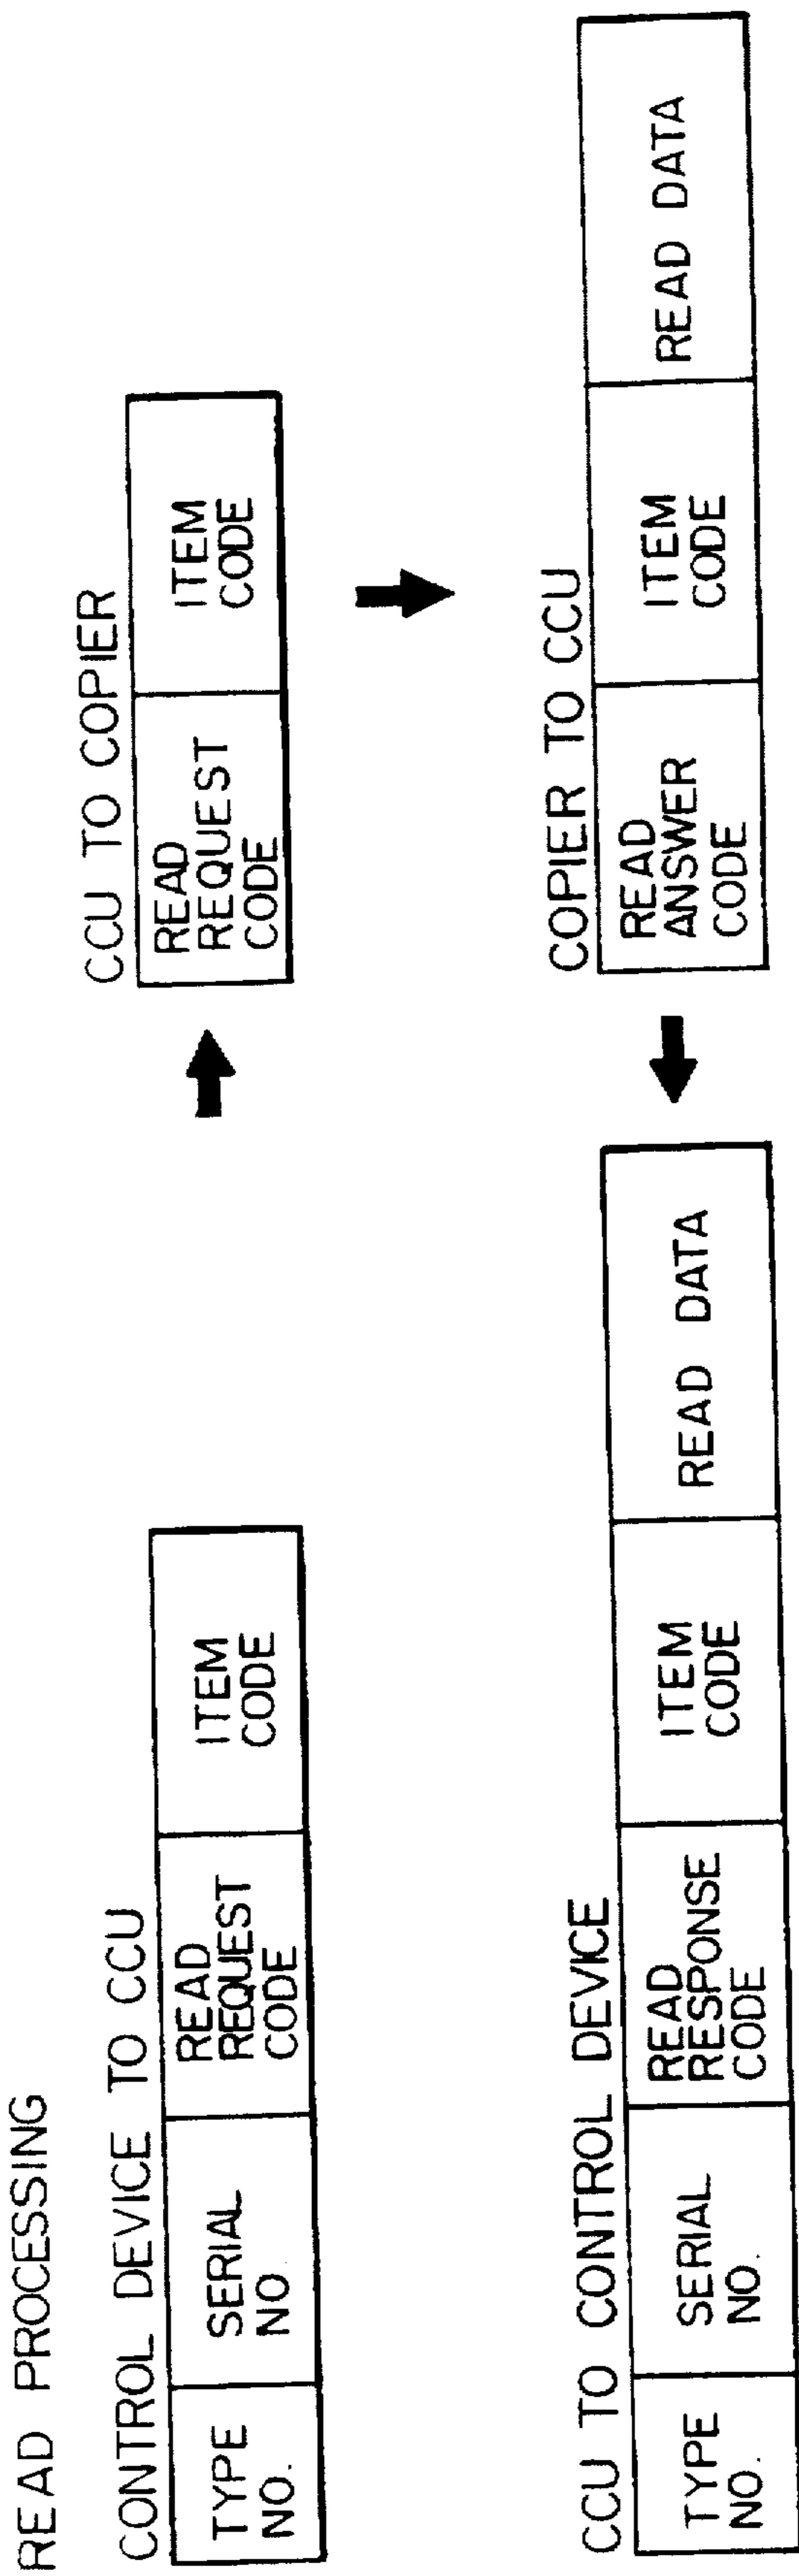 READ PROCESSING
CONTROL DEVICE TO CCU
TYPE
NO.
SERIAL
NO
READ
REQUEST
CODE
ITEM
CODE
CCU TO COPIER
READ
REQUEST
CODE
ITEM
CODE
COPIER TO CCU
READ
ANSWER
CODE
ITEM
CODE
READ DATA
CCU TO CONTROL DEVICE
TYPE
NO.
SERIAL
NO.
READ
RESPONSE
CODE
ITEM
CODE
READ DATA